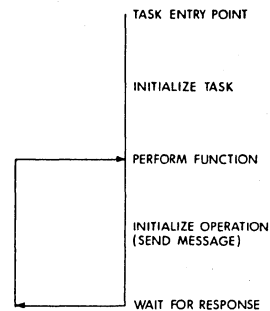 TASK ENTRY POINT
INITIALIZE TASK
PERFORM FUNCTION
INITIALIZE OPERATION
(SEND MESSAGE)
WAIT FOR RESPONSE